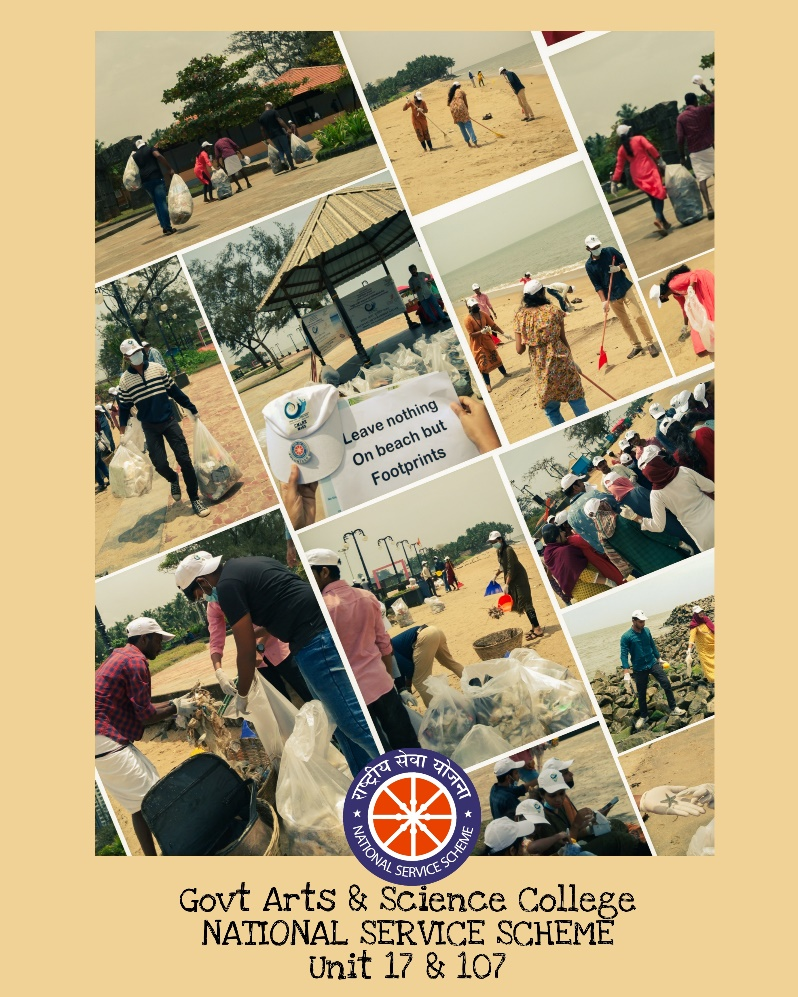 Leave nothing
On beach but
Footprints
राष्ट्रीय सेवा योजना
NATIONAL SERVICE SCHEME
Govt Arts & Science College
NATIONAL SERVICE SCHEME
Unit 17 & 107